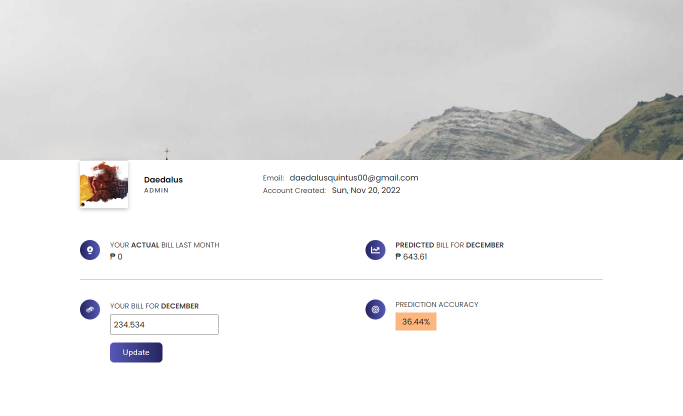 Daedalus
ADMIN
Email: daedalusquintus00@gmail.com
Account Created: Sun, Nov 20, 2022
YOUR ACTUAL BILL LAST MONTH
₱ 0
PREDICTED BILL FOR DECEMBER
₱ 643.61
YOUR BILL FOR DECEMBER
234.534
Update
PREDICTION ACCURACY
36.44%